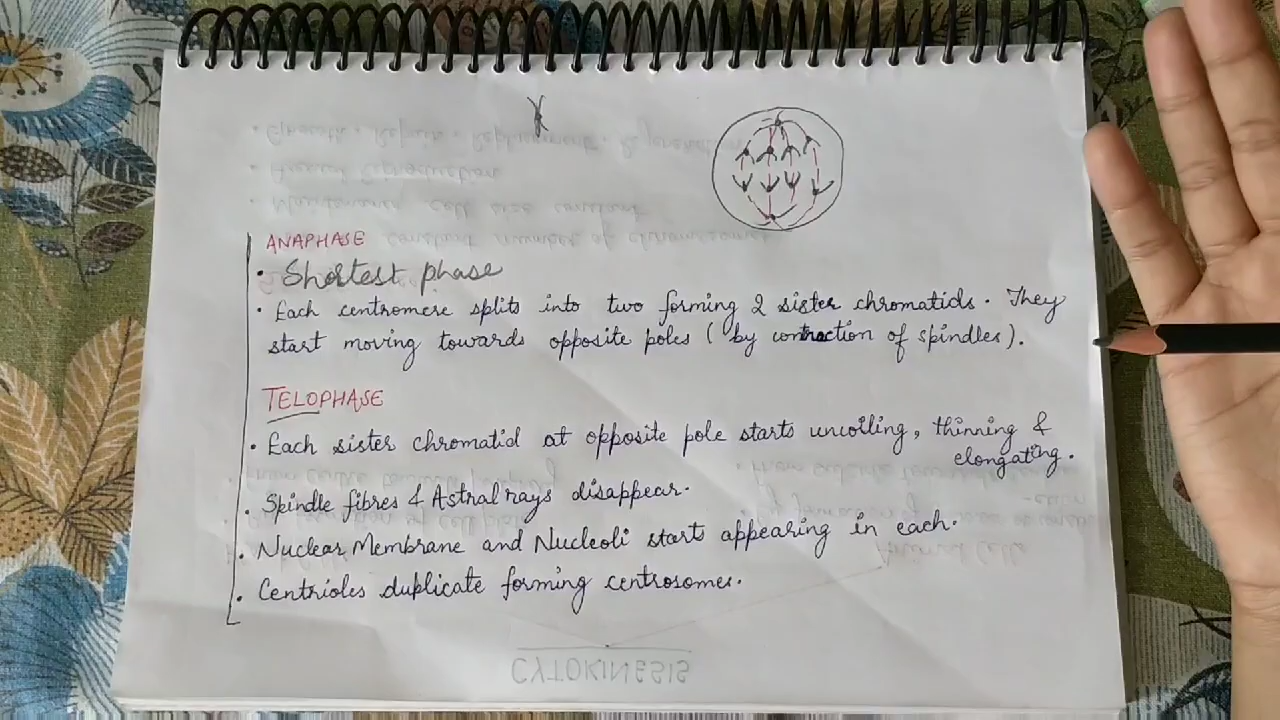 ANAPHASE
• Shortest phase
• Each centromere splits into two forming 2 sister chromatids. They
start moving towards opposite poles (by contraction of spindles).
TELOPHASE
• Each sister chromatid at opposite pole starts uncoiling, thinning &
elongating.
• Spindle fibres & Astral rays disappear.
• Nuclear Membrane and Nucleoli start appearing in each.
• Centrioles duplicate forming centrosomes.
CYTOKINESIS